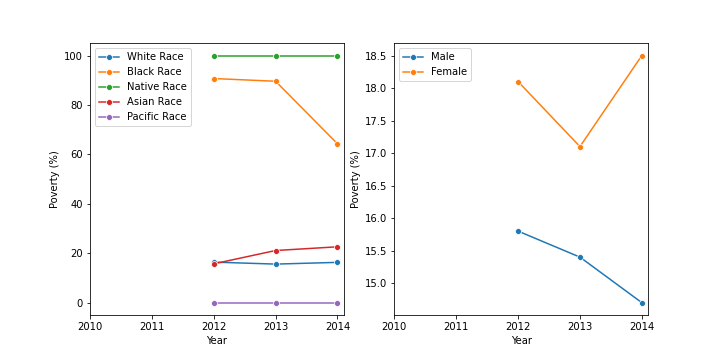 White Race
Black Race
Native Race
Asian Race
Pacific Race
100
80
60
40
20
0
Poverty (%)
2010 2011 2012 2013 2014
Year
Male
Female
18.5
18.0
17.5
17.0
16.5
16.0
15.5
15.0
Poverty (%)
2010 2011 2012 2013 2014
Year